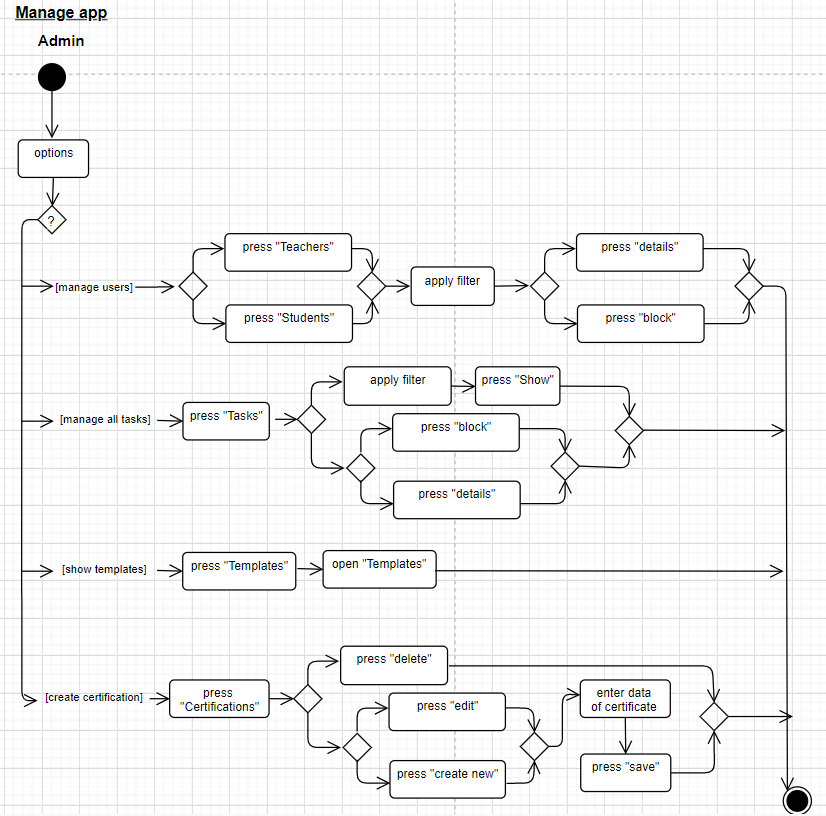 Manage app
Admin
options
?
press "Teachers"
press "details"
[manage users]
apply filter
press "Students"
press "block"
apply filter
press "Show"
[manage all tasks]
press "Tasks"
press "block"
press "details"
[show templates]
press "Templates"
open "Templates"
press "delete"
[create certification]
press
"Certifications"
press "edit"
enter data
of certificate
press "create new"
press "save"